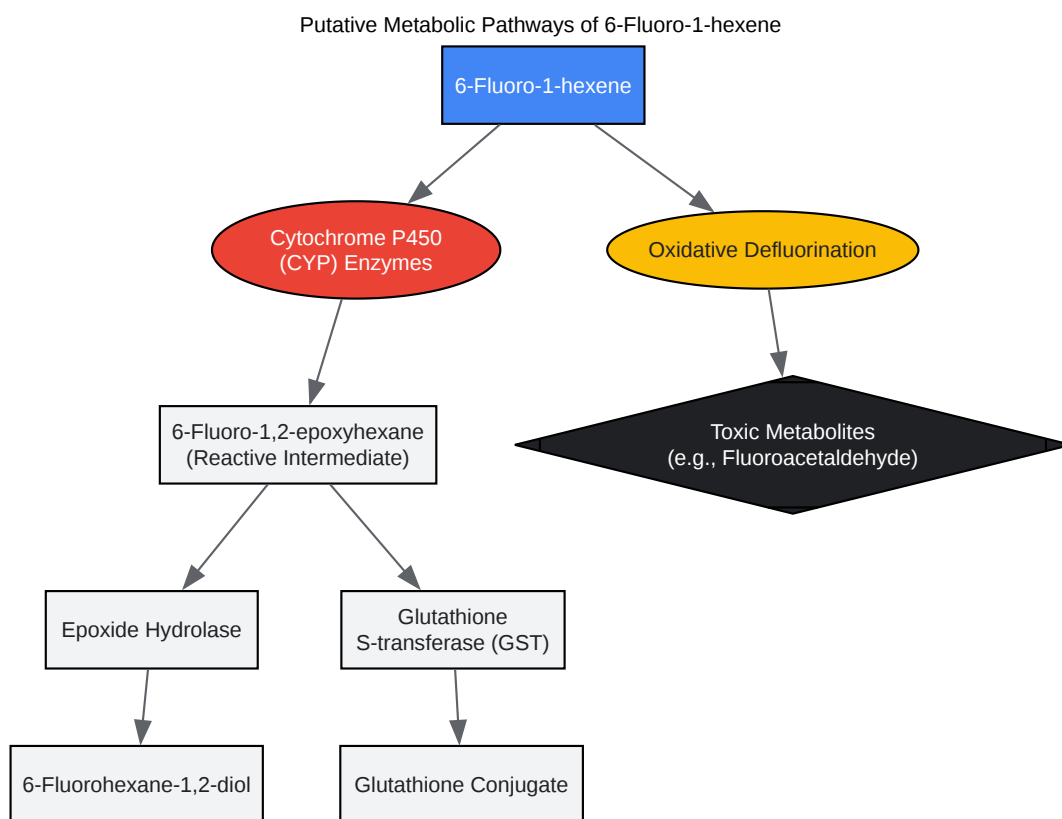 Putative Metabolic Pathways of 6-Fluoro-1-hexene
6-Fluoro-1-hexene
Cytochrome P450
(CYP) Enzymes
Oxidative Defluorination
6-Fluoro-1,2-epoxyhexane
(Reactive Intermediate)
Toxic Metabolites
(e.g., Fluoroacetaldehyde)
Epoxide Hydrolase
Glutathione
S-transferase (GST)
6-Fluorohexane-1,2-diol
Glutathione Conjugate